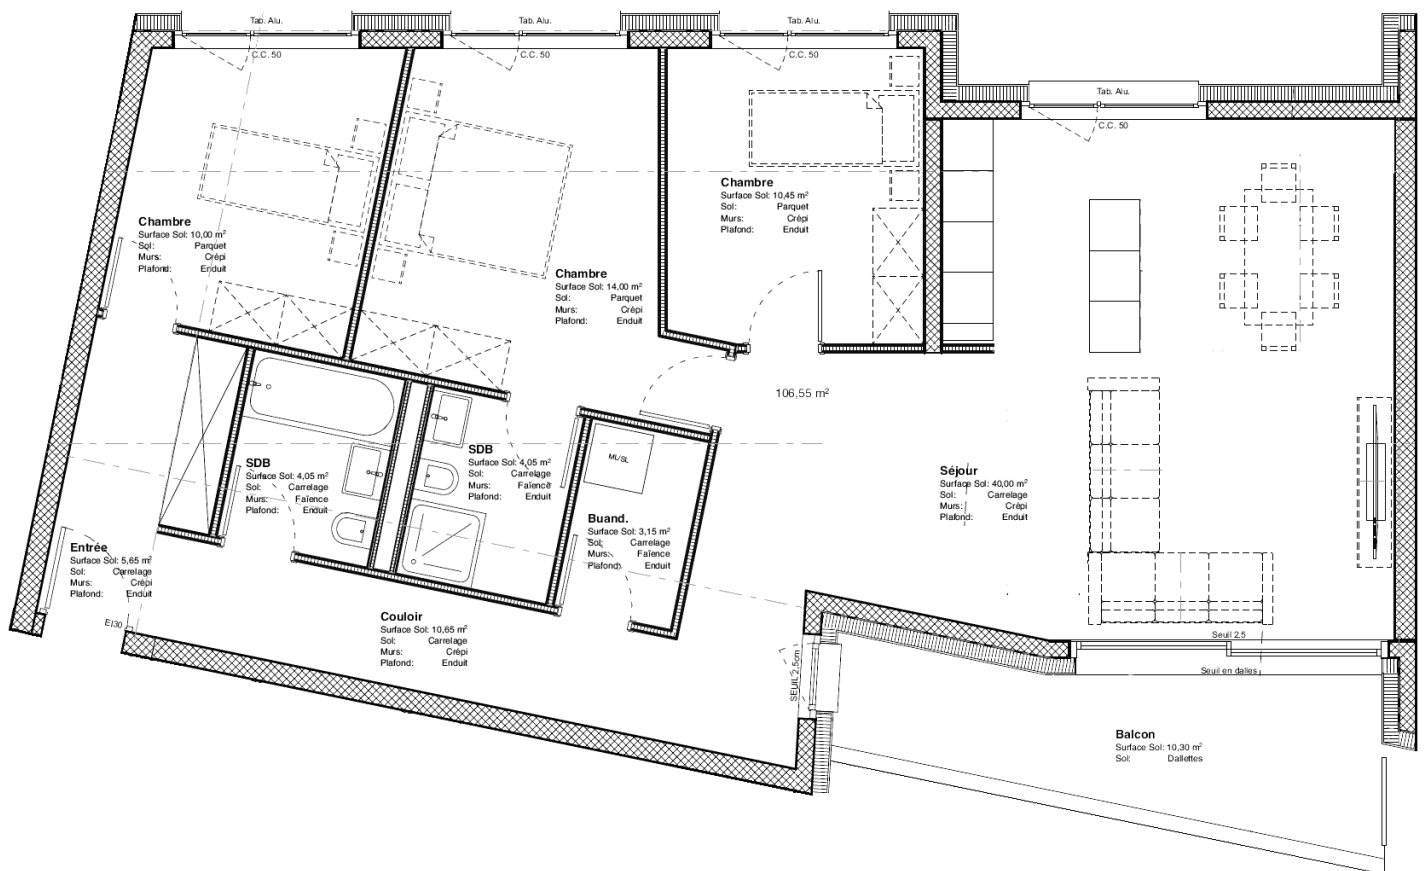 Tab. Alu.
Tab. Alu.
Tab. Alu.
C.C. 50
C.C. 50
C.C. 50
Tab. Alu.
C.C. 50
Chambre
Surface Sol: 10,45 m²
Sol: Parquet
Murs: Crépi
Plafond: Enduit
Chambre
Surface Sol: 10,00 m²
Sol: Parquet
Murs: Crépi
Plafond: Enduit
Chambre
Surface Sol: 14,00 m²
Sol: Parquet
Murs: Crépi
Plafond: Enduit
106,55 m²
SDB
Surface Sol: 4,05 m²
Sol: Carrelage
Murs: Faïence
Plafond: Enduit
SDB
Surface Sol: 4,05 m²
Sol: Carrelage
Murs: Faïence
Plafond: Enduit
ML/SL
Séjour
Surface Sol: 40,00 m²
Sol: Carrelage
Murs: Crépi
Plafond: Enduit
Buand.
Surface Sol: 3,15 m²
Sol: Carrelage
Murs: Faïence
Plafond: Enduit
Entrée
Surface Sol: 5,65 m²
Sol: Carrelage
Murs: Crépi
Plafond: Enduit
EI30
Couloir
Surface Sol: 10,65 m²
Sol: Carrelage
Murs: Crépi
Plafond: Enduit
SEUIL 2.5cm
Seuil 2.5
Seuil en dalles
Balcon
Surface Sol: 10,30 m²
Sol: Dallettes